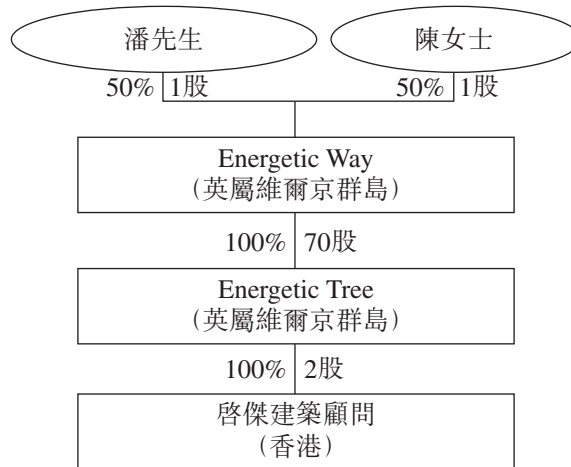 潘先生
陳女士
50% 1股
50% 1股
Energetic Way
(英屬維爾京群島)
100% 70股
Energetic Tree
(英屬維爾京群島)
100% 2股
啓傑建築顧問
(香港)